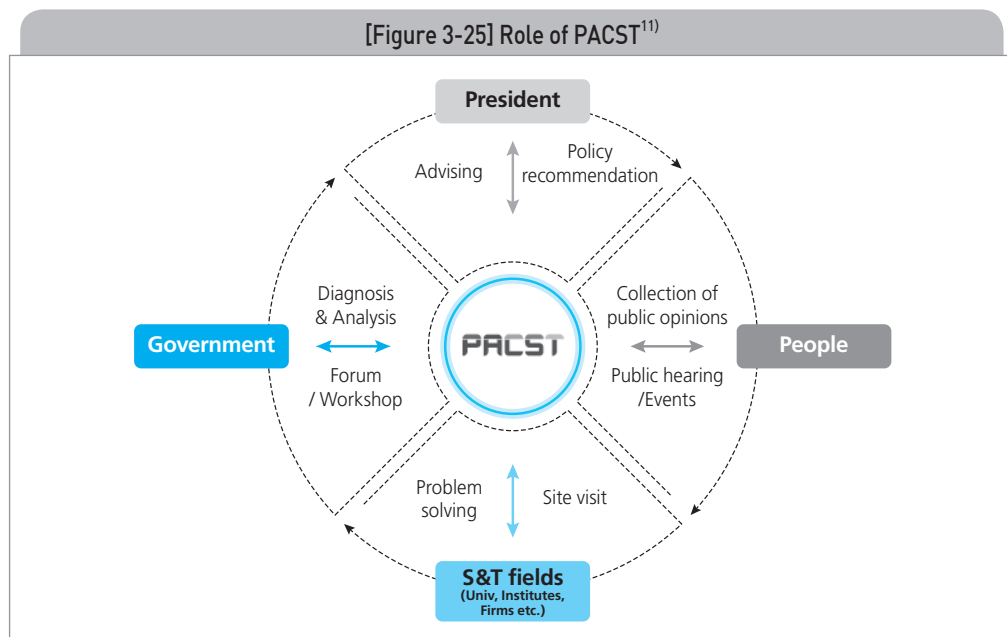 [Figure 3-25] Role of PACST11)
President
Advising
Policy
recommendation
Diagnosis
& Analysis
Collection of
public opinions
Government
PACST
People
Forum
/ Workshop
Public hearing
/Events
Problem
solving
Site visit
S&T fields
(Univ, Institutes,
Firms etc.)